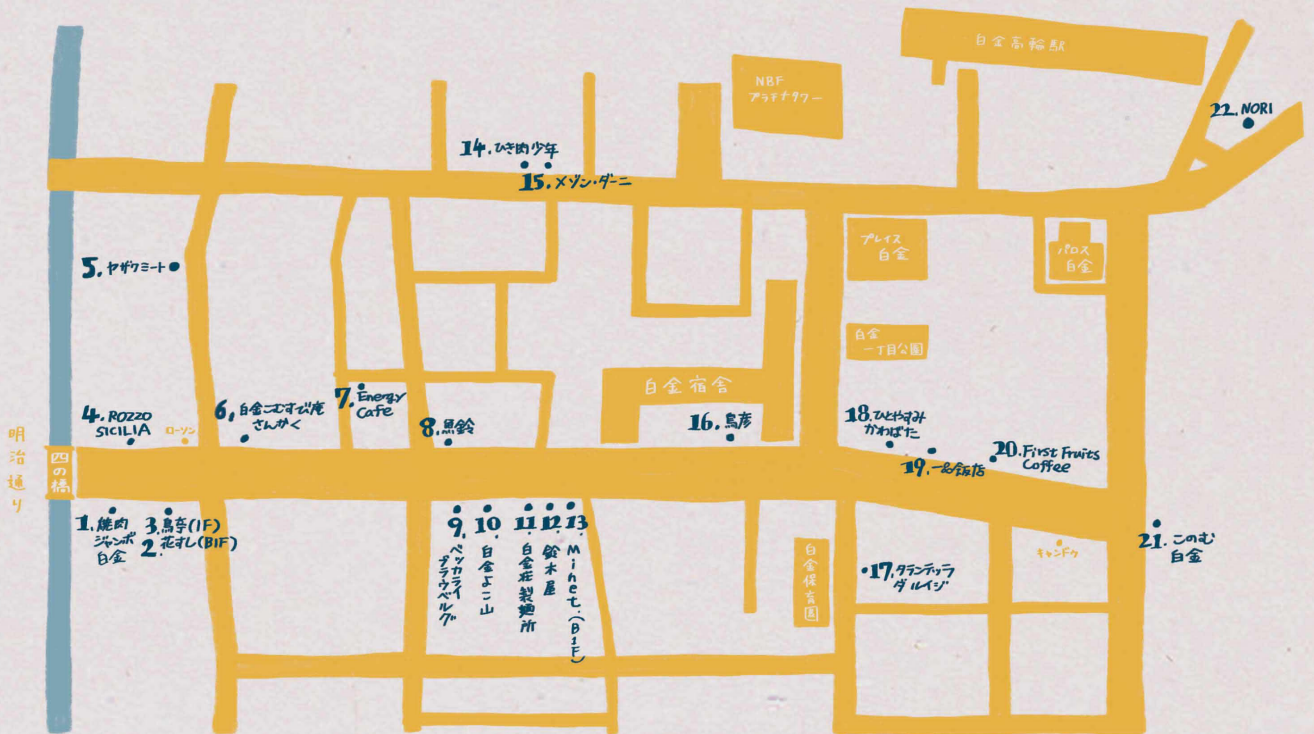 白金高輪駅
NBF
プラチナタワー
22. NORI
14. ひき肉少年
15. メゾン・ダーニ
5. ヤザワミート
プレイス
白金
パロス
白金
白金
一丁目公園
白金宿舎
4. ROZZO
SICILIA
ローソン
6. 白金こむすび庵
さんかく
7. Energy
Cafe
8. 馬鈴
16. 鳥彦
18. ひとやすみ
かわばた
19. 一品飯店
20. First Fruits
Coffee
明治通り
四の橋
1. 焼肉
ジャンボ
白金
3. 鳥幸(1F)
2. 花すし(B1F)
9. ベッカライ
ブラウベルグ
10. 白金よこ山
11. 白金荘製麺所
12. 鈴木屋
13. Minet.(B1F)
白金保育園
17. タランテッラ
ダ ルイジ
キャンドゥ
21. このむ
白金